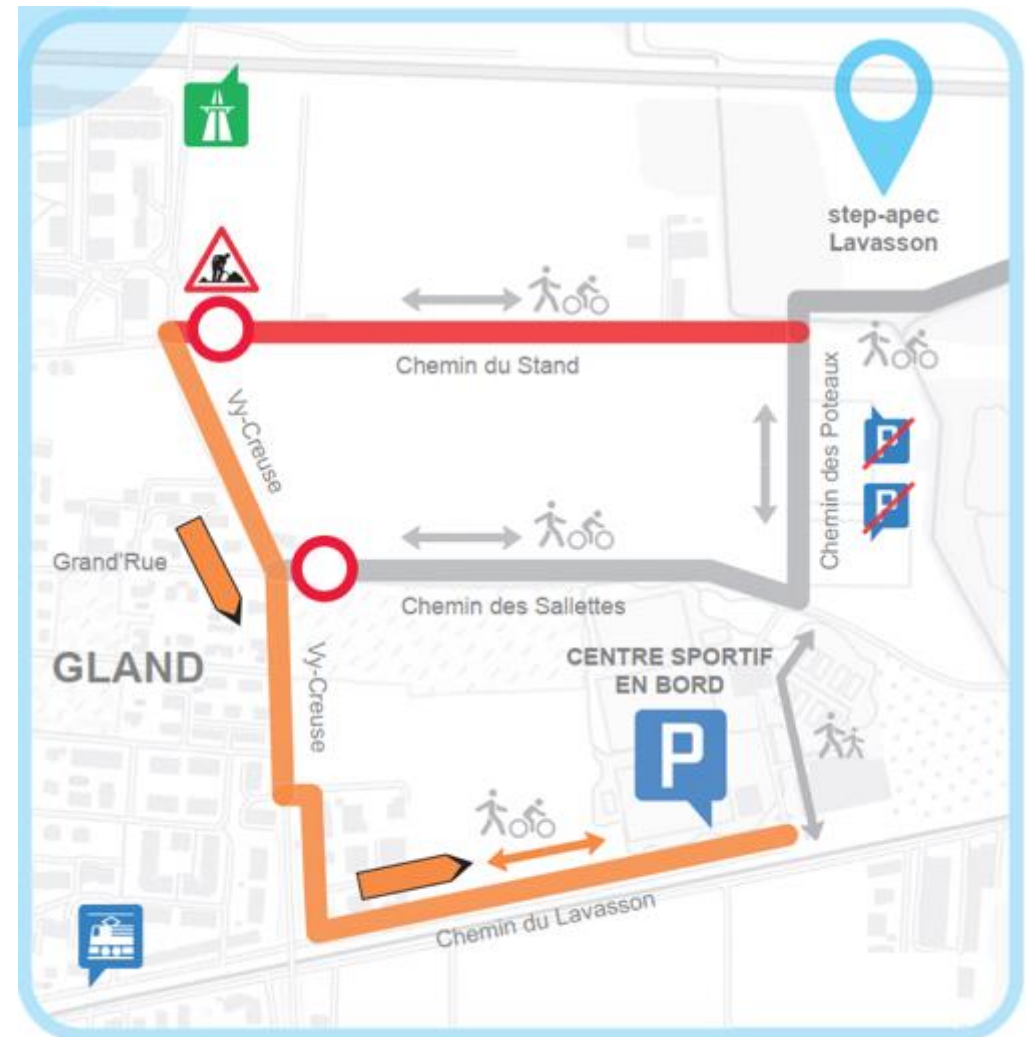 step-apec
Lavasson
Chemin du Stand
Vy-Creuse
Chemin des Poteaux
P
P
Grand'Rue
Chemin des Sallettes
GLAND
Vy-Creuse
CENTRE SPORTIF
EN BORD
P
Chemin du Lavasson